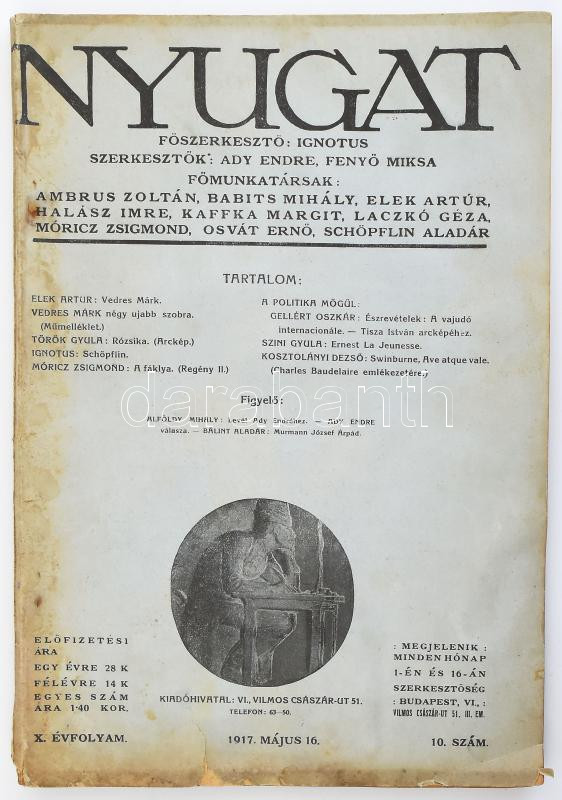 NYUGAT
FŐSZERKESZTŐ: IGNOTUS
SZERKESZTŐK: ADY ENDRE, FENYŐ MIKSA
FŐMUNKATÁRSAK:
AMBRUS ZOLTÁN, BABITS MIHÁLY, ELEK ARTÚR,
HALÁSZ IMRE, KAFFKA MARGIT, LACZKÓ GÉZA,
MÓRICZ ZSIGMOND, OSVÁT ERNŐ, SCHÖPFLIN ALADÁR
TARTALOM:
ELEK ARTUR: Vedres Márk.
VEDRES MÁRK négy ujabb szobra.
(Műmelléklet.)
TÖRÖK GYULA: Rózsika. (Arckép.)
IGNOTUS: Schöpflin.
MÓRICZ ZSIGMOND: A fáklya. (Regény II.)
A POLITIKA MÖGÜL:
GELLÉRT OSZKÁR: Észrevételek: A vajudó
internacionále. — Tisza István arcképéhez.
SZINI GYULA: Ernest La Jeunesse.
KOSZTOLÁNYI DEZSŐ: Swinburne, Ave atque vale.
(Charles Baudelaire emlékezetére.)
darabanth
Figyelő:
ALFÖLDY MIHÁLY: Levél Ady Endréhez. — ADY ENDRE
válasza. — BÁLINT ALADÁR: Murmann József Árpád.
ELŐFIZETÉSI
ÁRA
EGY ÉVRE 28 K
FÉLÉVRE 14 K
EGYES SZÁM
ÁRA 1·40 KOR.
KIADÓHIVATAL: VI., VILMOS CSÁSZÁR-UT 51.
TELEFON: 63—50.
: MEGJELENIK :
MINDEN HÓNAP
1-ÉN ÉS 16-ÁN
SZERKESZTŐSÉG
: BUDAPEST, VI., :
VILMOS CSÁSZÁR-UT 51. III. EM.
X. ÉVFOLYAM.
1917. MÁJUS 16.
10. SZÁM.